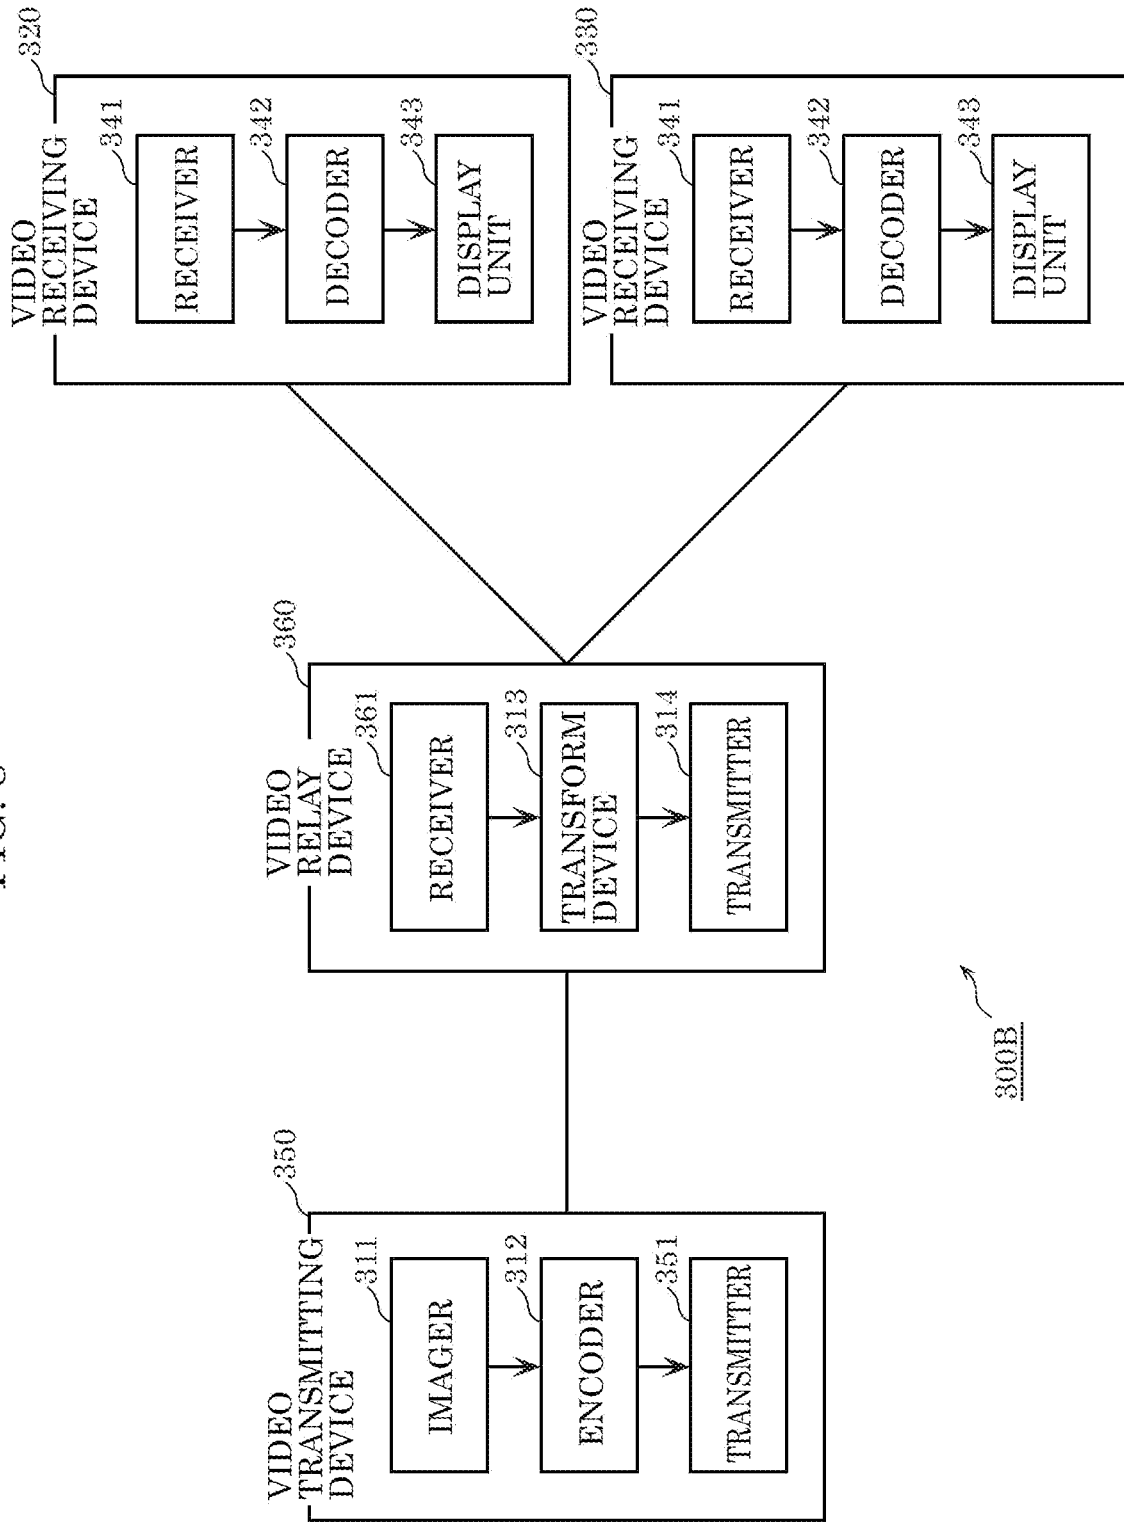 350
VIDEO
TRANSMITTING
DEVICE
311
IMAGER
312
ENCODER
351
TRANSMITTER
360
VIDEO
RELAY
DEVICE
361
RECEIVER
313
TRANSFORM
DEVICE
314
TRANSMITTER
320
VIDEO
RECEIVING
DEVICE
341
RECEIVER
342
DECODER
343
DISPLAY
UNIT
330
VIDEO
RECEIVING
DEVICE
341
RECEIVER
342
DECODER
343
DISPLAY
UNIT
300B